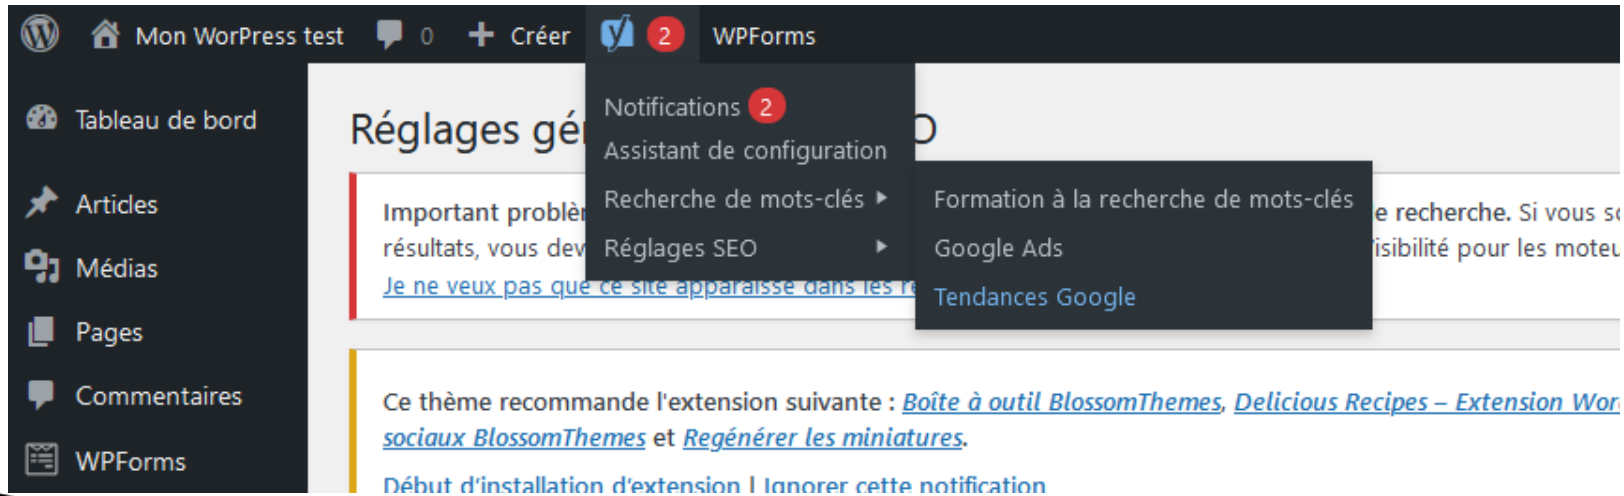 Mon WorPress test 0 Créer 2 WPForms
Notifications 2
Assistant de configuration
Recherche de mots-clés
Réglages SEO
Formation à la recherche de mots-clés
Google Ads
Tendances Google
Tableau de bord
Articles
Médias
Pages
Commentaires
WPForms
Réglages gé O
Important problè e recherche. Si vous s
résultats, vous dev isibilité pour les moteu
Je ne veux pas que ce site apparaisse dans les r
Ce thème recommande l'extension suivante : Boîte à outil BlossomThemes, Delicious Recipes – Extension Wor
sociaux BlossomThemes et Regénérer les miniatures.
Début d'installation d'extension | Ignorer cette notification